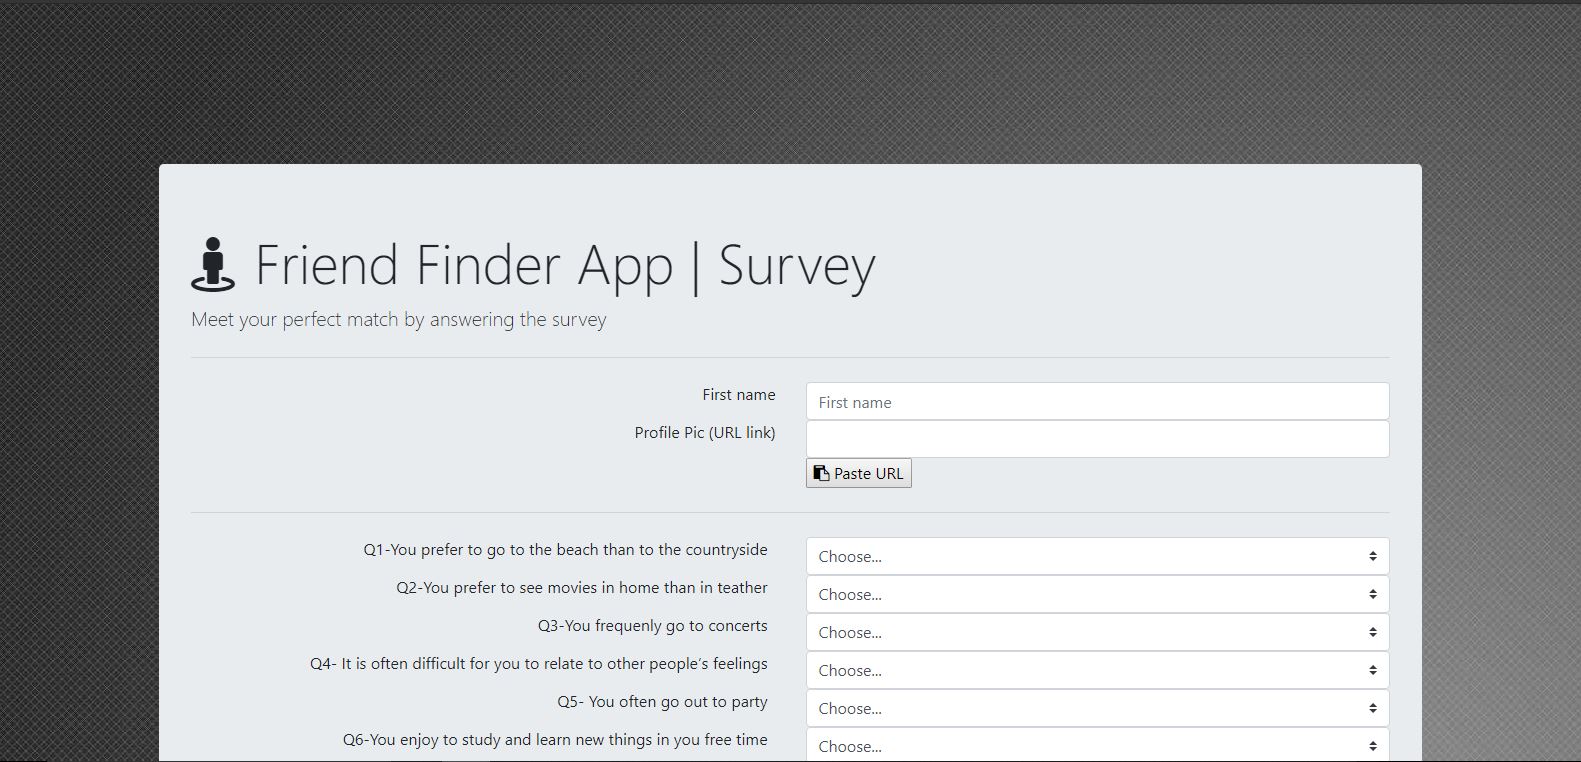 Friend Finder App | Survey
Meet your perfect match by answering the survey
First name
First name
Profile Pic (URL link)
Paste URL
Q1-You prefer to go to the beach than to the countryside
Choose...
Q2-You prefer to see movies in home than in teather
Choose...
Q3-You frequenly go to concerts
Choose...
Q4- It is often difficult for you to relate to other people's feelings
Choose...
Q5- You often go out to party
Choose...
Q6-You enjoy to study and learn new things in you free time
Choose...